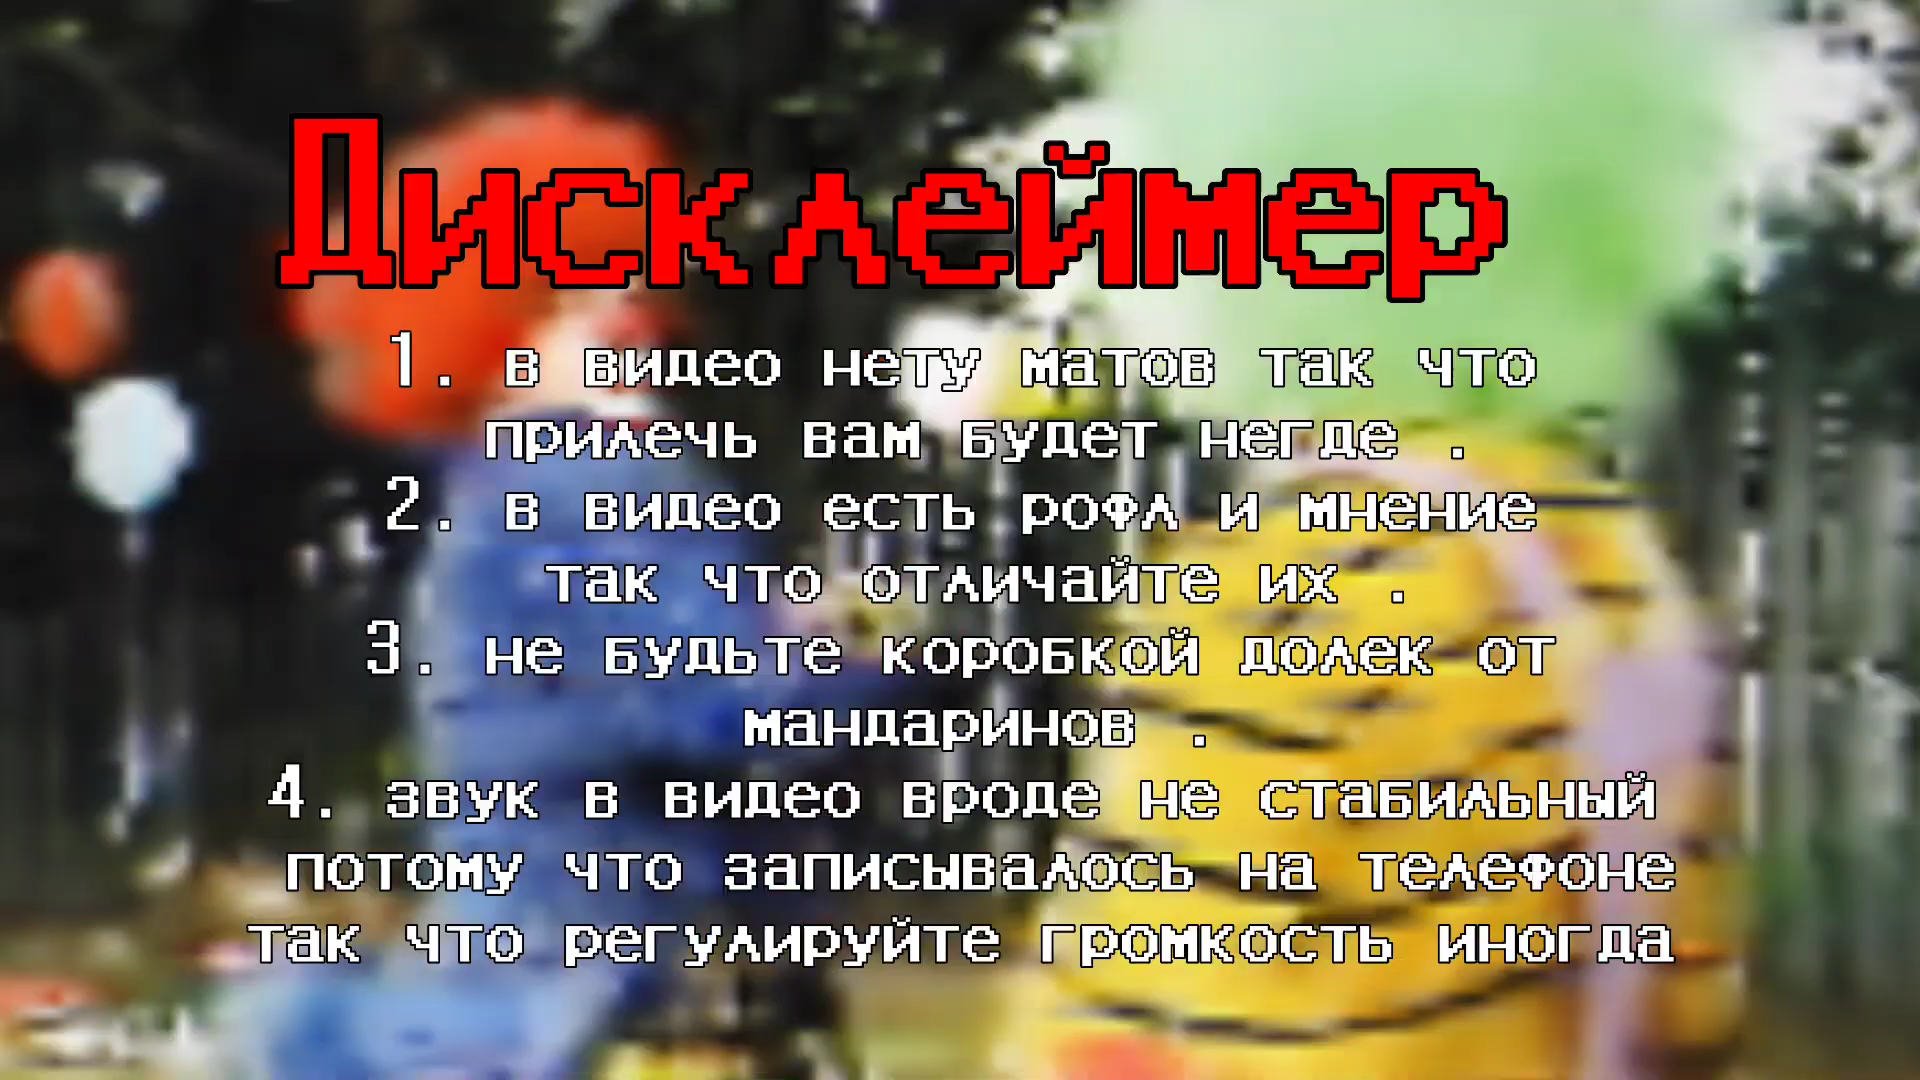 Дисклеймер
1. в видео нету матов так что
прилечь вам будет негде .
2. в видео есть рофл и мнение
так что отличайте их .
3. не будьте коробкой долек от
мандаринов .
4. звук в видео вроде не стабильный
потому что записывалось на телефоне
так что регулируйте громкость иногда